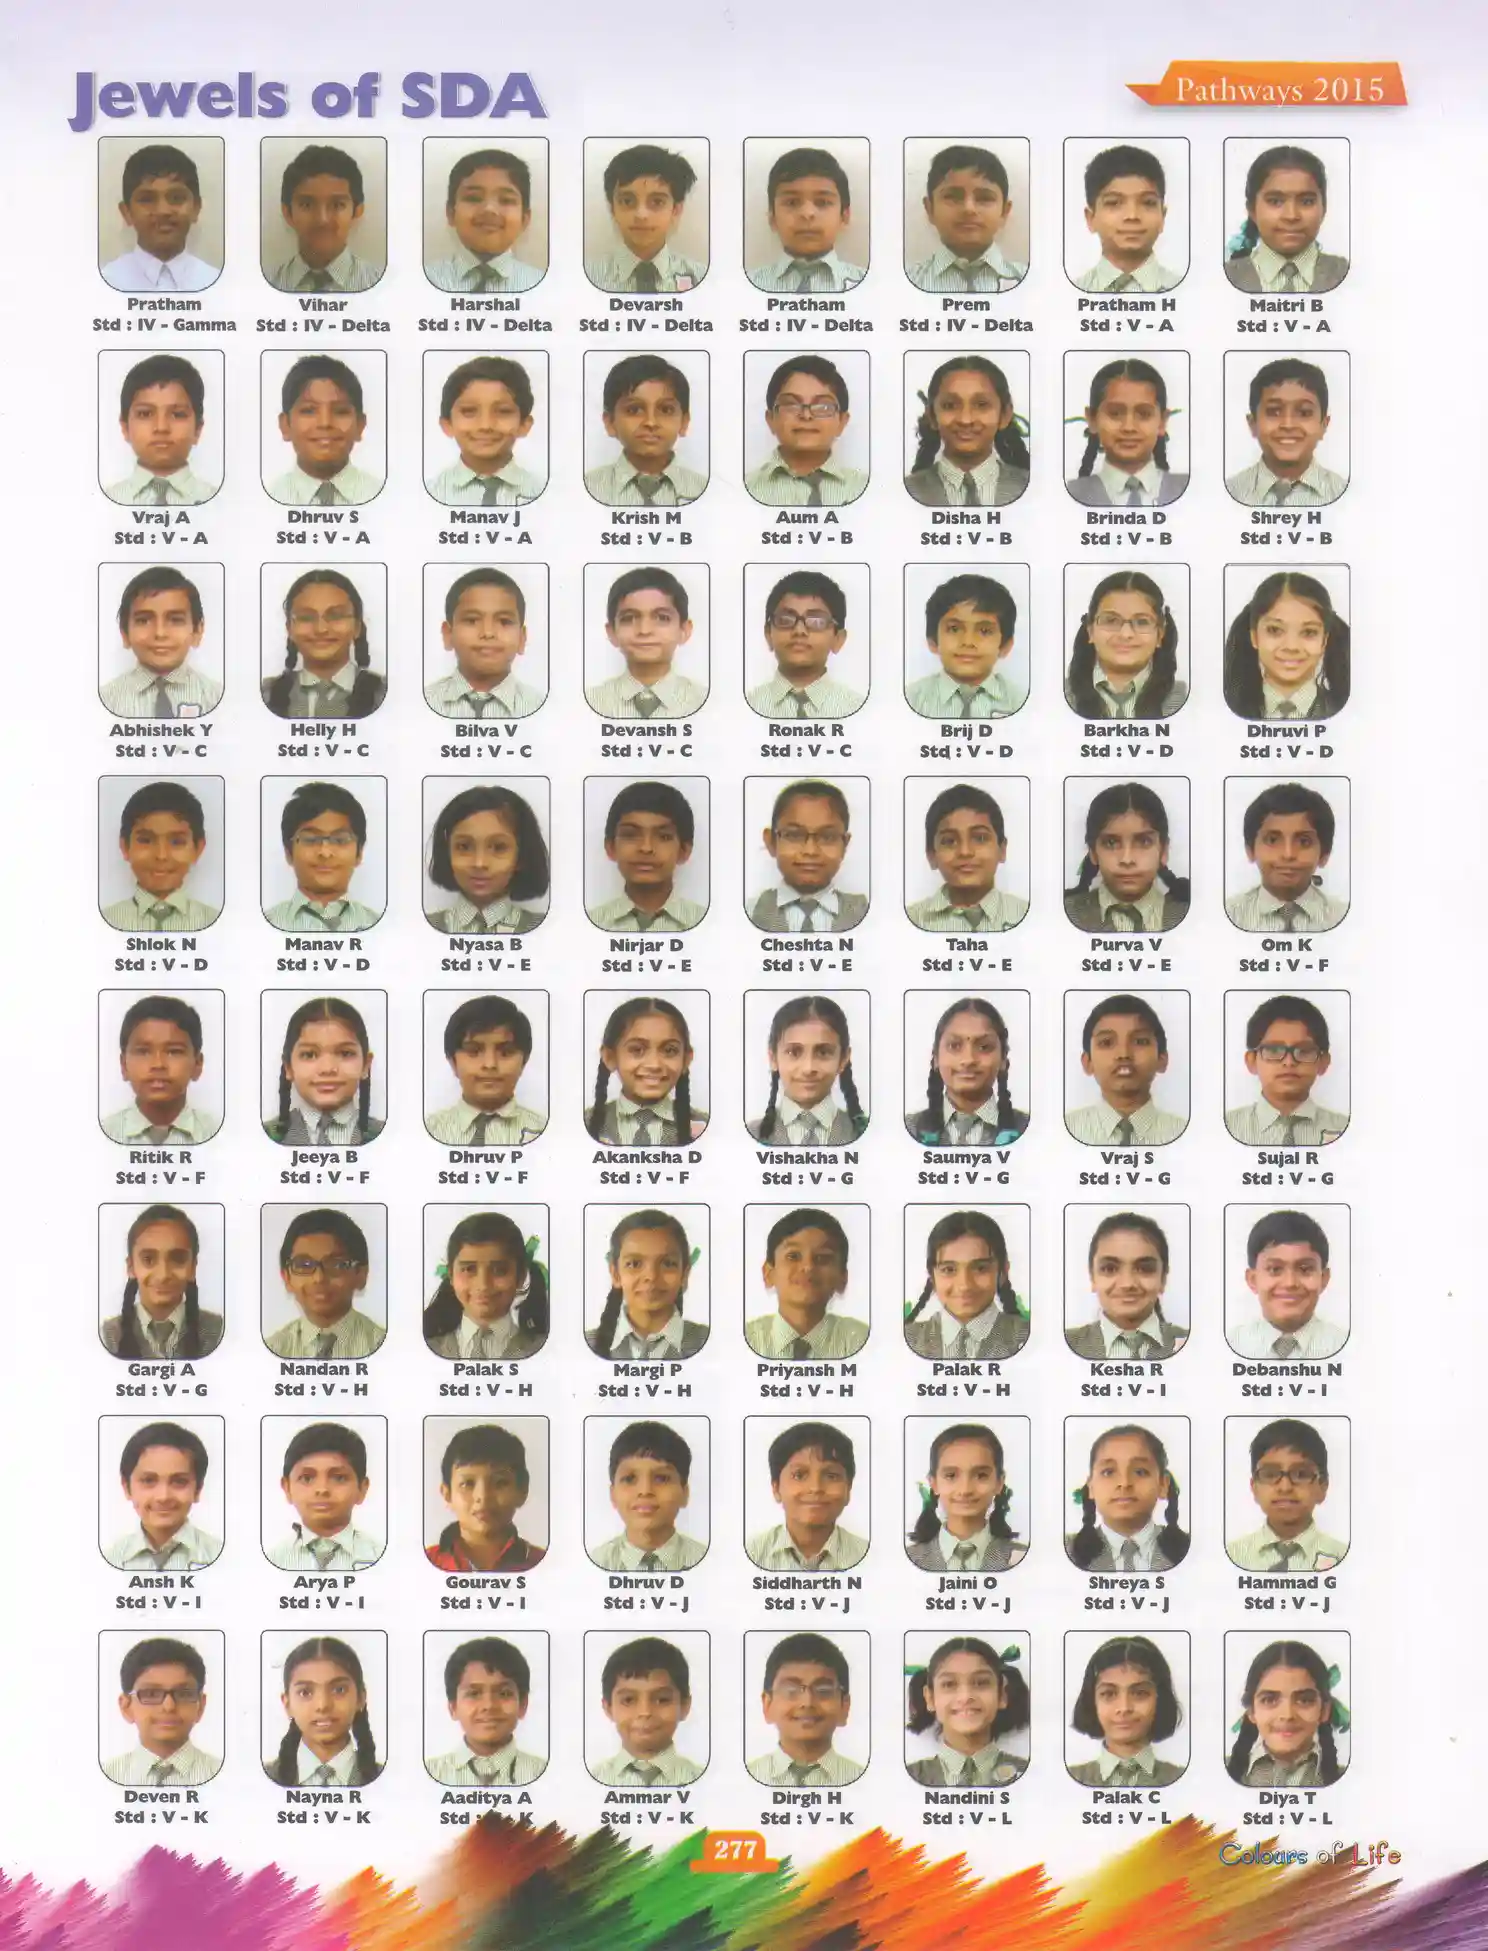 Jewels of SDA
Pathways 2015
Pratham Vihar Harshal Devarsh Pratham Prem Pratham H Maitri B
Std : IV - Gamma Std : IV - Delta Std : IV - Delta Std : IV - Delta Std : IV - Delta Std : IV - Delta Std : V - A Std : V - A
Vraj A Dhruv S Manav J Krish M Aum A Disha H Brinda D Shrey H
Std : V - A Std : V - A Std : V - A Std : V - B Std : V - B Std : V - B Std : V - B Std : V - B
Abhishek Y Helly H Bilva V Devansh S Ronak R Brij D Barkha N Dhruvi P
Std : V - C Std : V - C Std : V - C Std : V - C Std : V - C Std : V - D Std : V - D Std : V - D
Shlok N Manav R Nyasa B Nirjar D Cheshta N Taha Purva V Om K
Std : V - D Std : V - D Std : V - E Std : V - E Std : V - E Std : V - E Std : V - E Std : V - F
Ritik R Jeeya B Dhruv P Akanksha D Vishakha N Saumya V Vraj S Sujal R
Std : V - F Std : V - F Std : V - F Std : V - F Std : V - G Std : V - G Std : V - G Std : V - G
Gargi A Nandan R Palak S Margi P Priyansh M Palak R Kesha R Debanshu N
Std : V - G Std : V - H Std : V - H Std : V - H Std : V - H Std : V - H Std : V - I Std : V - I
Ansh K Arya P Gourav S Dhruv D Siddharth N Jaini O Shreya S Hammad G
Std : V - I Std : V - I Std : V - I Std : V - J Std : V - J Std : V - J Std : V - J Std : V - J
Deven R Nayna R Aaditya A Ammar V Dirgh H Nandini S Palak C Diya T
Std : V - K Std : V - K Std : V - K Std : V - K Std : V - K Std : V - L Std : V - L Std : V - L
277
Colours of Life